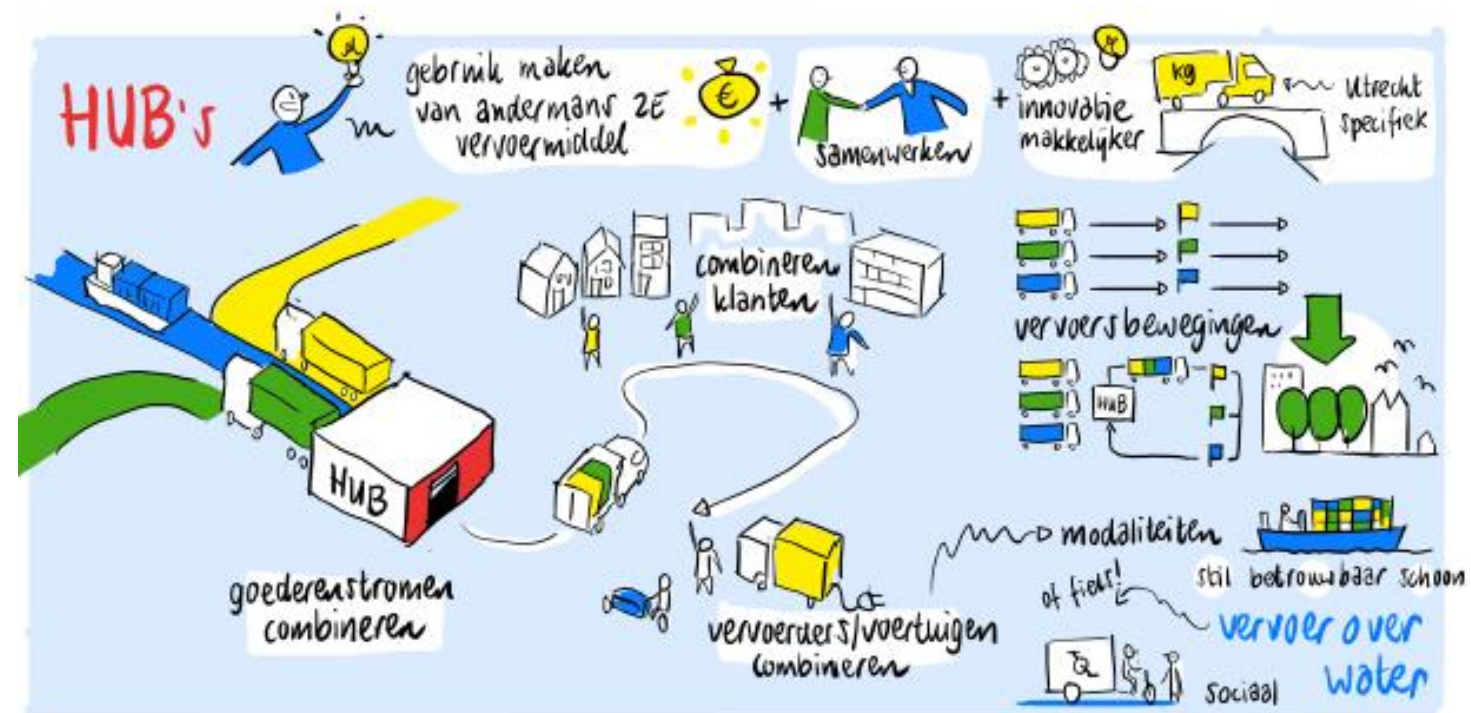 HUB's
gebruik maken
van andermans 2E
vervoermiddel
€
+
samenwerken
+
innovatie
makkelijker
kg
Utrecht
specifiek
combineren
klanten
vervoersbewegingen
HUB
HUB
goederenstromen
combineren
vervoerders/voertuigen
combineren
modaliteiten
stil betrouwbaar schoon
of fiets!
vervoer over
water
sociaal